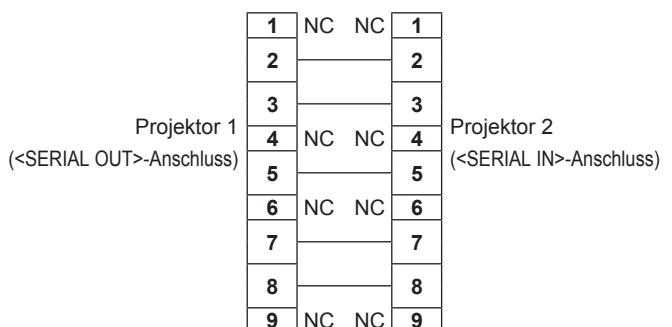 1 NC NC 1
2 2
3 3
Projektor 1 Projektor 2
4 NC NC 4
(<SERIAL OUT>-Anschluss) (<SERIAL IN>-Anschluss)
5 5
6 NC NC 6
7 7
8 8
9 NC NC 9